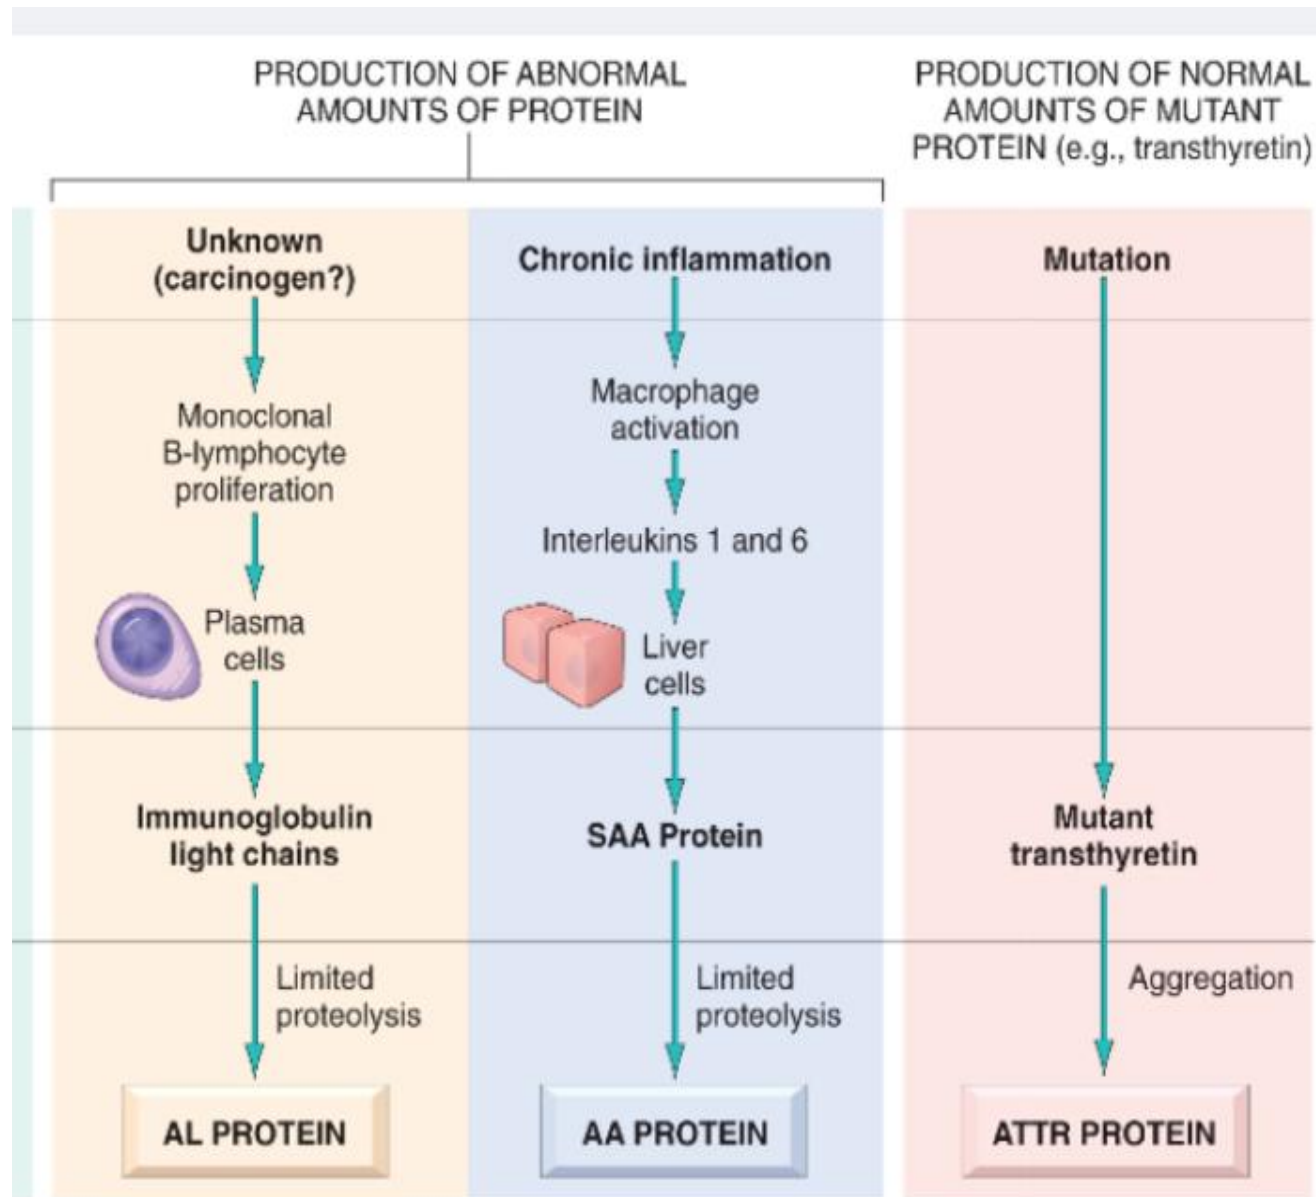 PRODUCTION OF ABNORMAL
AMOUNTS OF PROTEIN
PRODUCTION OF NORMAL
AMOUNTS OF MUTANT
PROTEIN (e.g., transthyretin)
Unknown
(carcinogen?)
Monoclonal
B-lymphocyte
proliferation
Plasma
cells
Immunoglobulin
light chains
Limited
proteolysis
AL PROTEIN
Chronic inflammation
Macrophage
activation
Interleukins 1 and 6
Liver
cells
SAA Protein
Limited
proteolysis
AA PROTEIN
Mutation
Mutant
transthyretin
Aggregation
ATTR PROTEIN